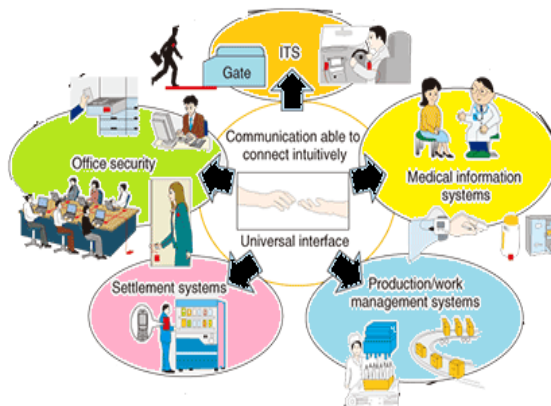 ITS
Gate
Communication able to
connect intuitively
Office security
Medical information
systems
Universal interface
Settlement systems
Production/work
management systems